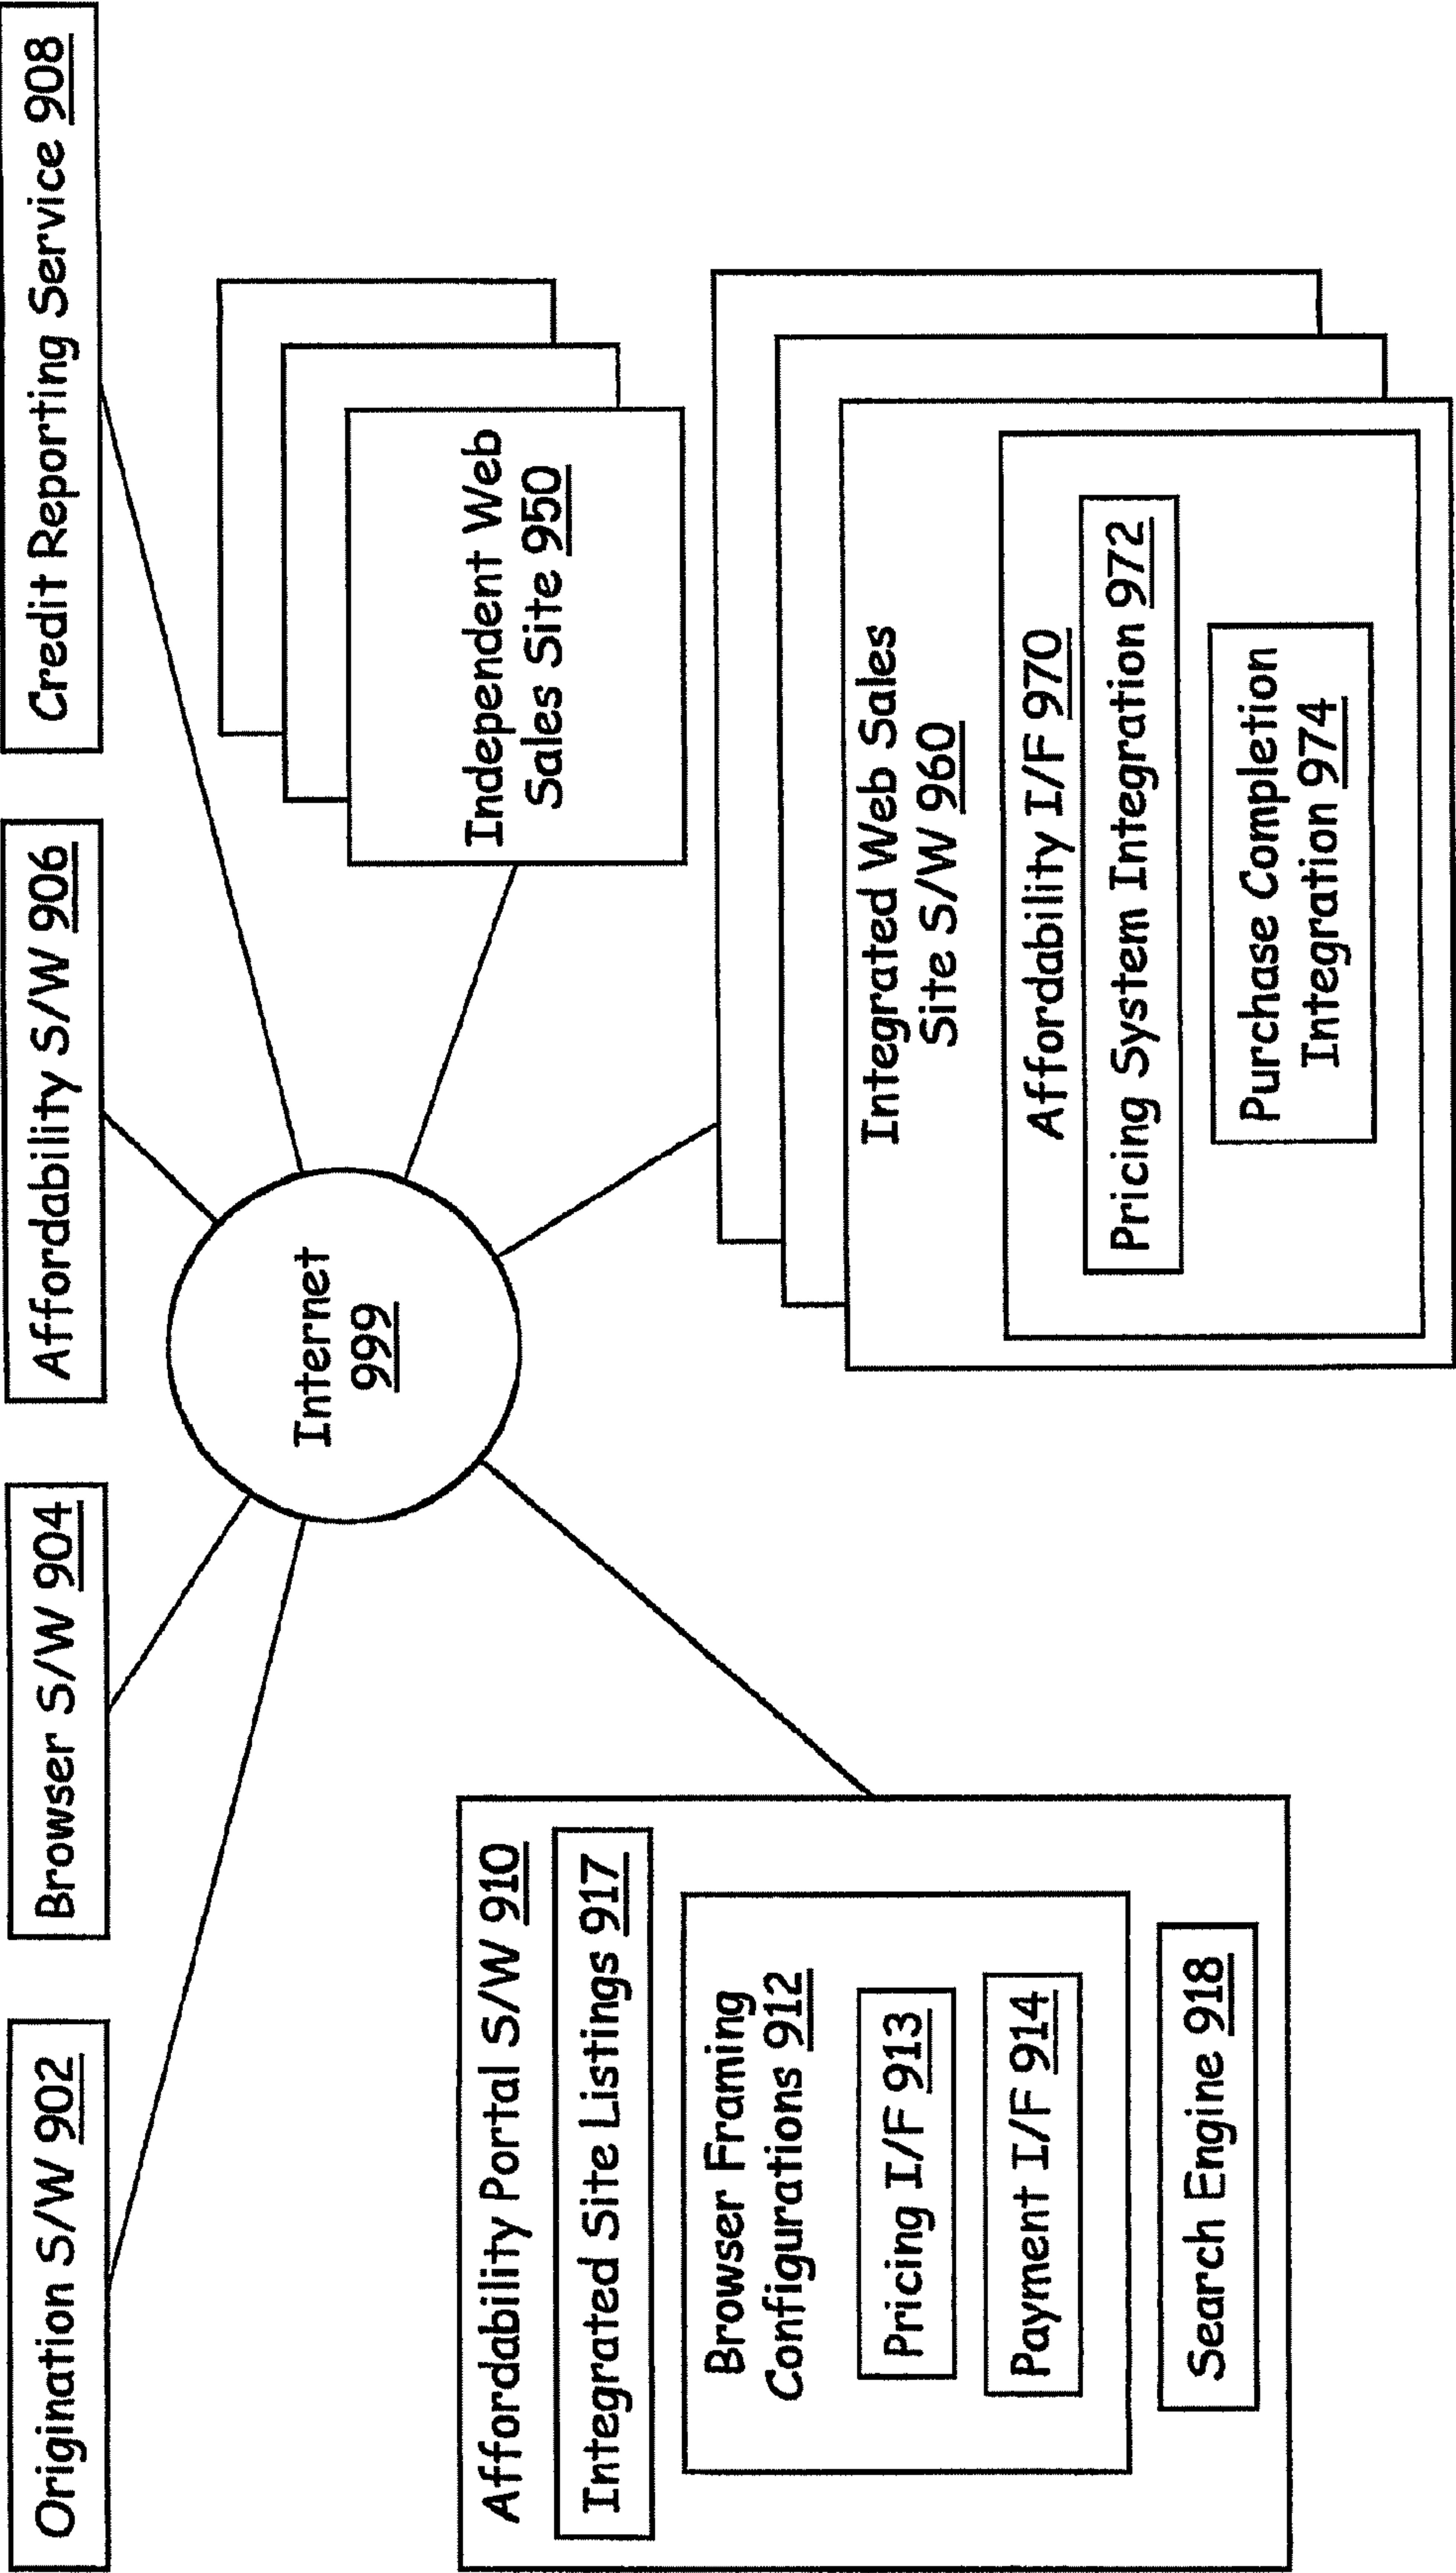 Origination S/W 902
Browser S/W 904
Affordability S/W 906
Credit Reporting Service 908
Internet
999
Independent Web
Sales Site 950
Affordability Portal S/W 910
Integrated Site Listings 917
Browser Framing
Configurations 912
Pricing I/F 913
Payment I/F 914
Search Engine 918
Integrated Web Sales
Site S/W 960
Affordability I/F 970
Pricing System Integration 972
Purchase Completion
Integration 974